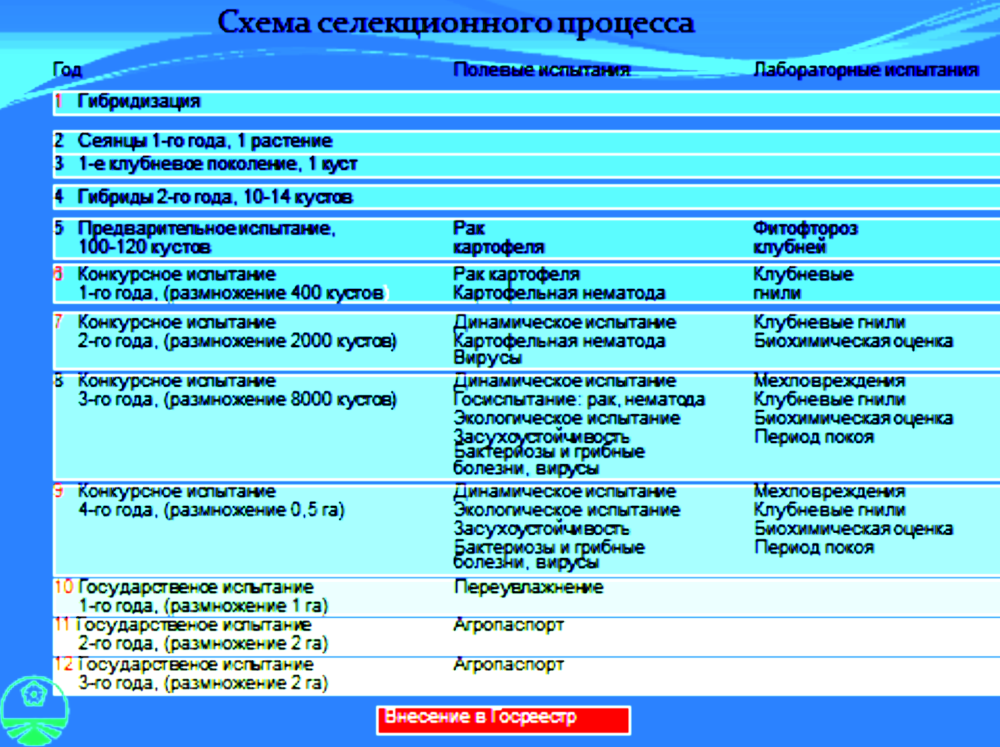 Схема селекционного процесса
Год Полевые испытания Лабораторные испытания
1 Гибридизация
2 Сеянцы 1-го года, 1 растение
3 1-е клубневое поколение, 1 куст
4 Гибриды 2-го года, 10-14 кустов
5 Предварительное испытание, Рак Фитофтороз
100-120 кустов картофеля клубней
6 Конкурсное испытание Рак картофеля Клубневые
1-го года, (размножение 400 кустов) Картофельная нематода гнили
7 Конкурсное испытание Динамическое испытание Клубневые гнили
2-го года, (размножение 2000 кустов) Картофельная нематода Биохимическая оценка
Вирусы
8 Конкурсное испытание Динамическое испытание Мехповреждения
3-го года, (размножение 8000 кустов) Госиспытание: рак, нематода Клубневые гнили
Экологическое испытание Биохимическая оценка
Засухоустойчивость Период покоя
Бактериозы и грибные
болезни, вирусы
9 Конкурсное испытание Динамическое испытание Мехповреждения
4-го года, (размножение 0,5 га) Экологическое испытание Клубневые гнили
Засухоустойчивость Биохимическая оценка
Бактериозы и грибные Период покоя
болезни, вирусы
10 Государственое испытание Переувлажнение
1-го года, (размножение 1 га)
11 Государственое испытание Агропаспорт
2-го года, (размножение 2 га)
12 Государственое испытание Агропаспорт
3-го года, (размножение 2 га)
Внесение в Госреестр